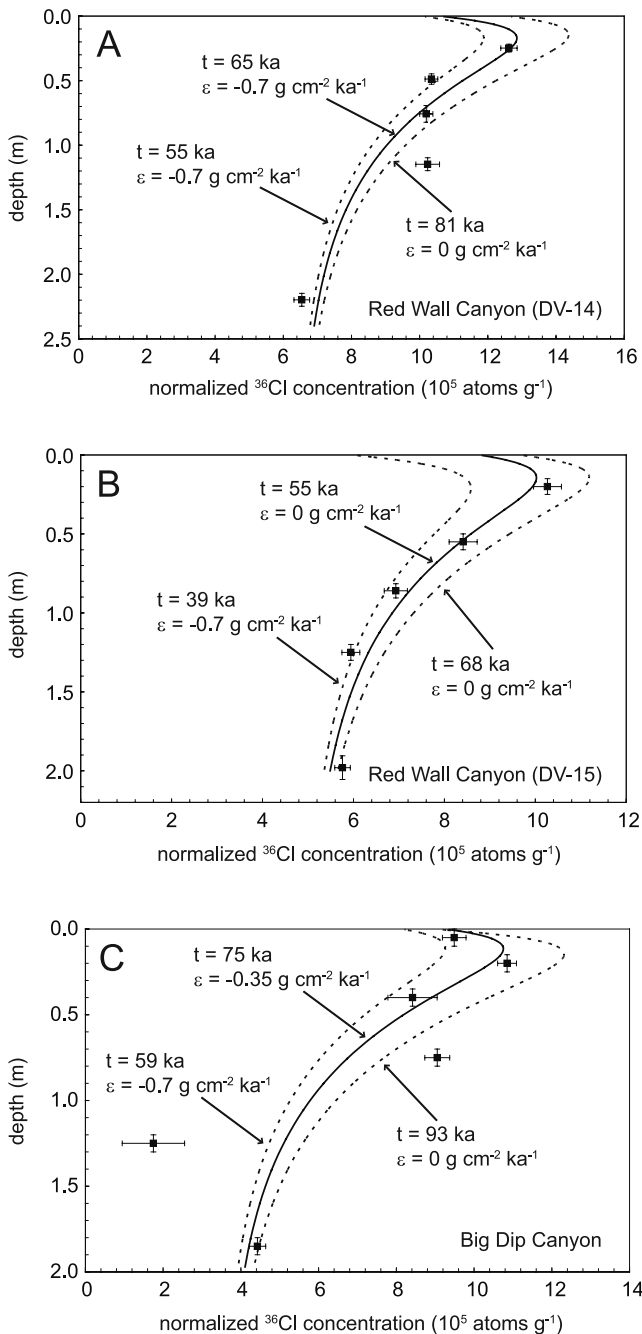 A
0.0
0.5
1.0
1.5
2.0
2.5
depth (m)
t = 65 ka
ε = -0.7 g cm⁻² ka⁻¹
t = 55 ka
ε = -0.7 g cm⁻² ka⁻¹
t = 81 ka
ε = 0 g cm⁻² ka⁻¹
Red Wall Canyon (DV-14)
0 2 4 6 8 10 12 14 16
normalized ³⁶Cl concentration (10⁵ atoms g⁻¹)
B
0.0
0.5
1.0
1.5
2.0
depth (m)
t = 55 ka
ε = 0 g cm⁻² ka⁻¹
t = 39 ka
ε = -0.7 g cm⁻² ka⁻¹
t = 68 ka
ε = 0 g cm⁻² ka⁻¹
Red Wall Canyon (DV-15)
0 2 4 6 8 10 12
normalized ³⁶Cl concentration (10⁵ atoms g⁻¹)
C
0.0
0.5
1.0
1.5
2.0
depth (m)
t = 75 ka
ε = -0.35 g cm⁻² ka⁻¹
t = 59 ka
ε = -0.7 g cm⁻² ka⁻¹
t = 93 ka
ε = 0 g cm⁻² ka⁻¹
Big Dip Canyon
0 2 4 6 8 10 12 14
normalized ³⁶Cl concentration (10⁵ atoms g⁻¹)